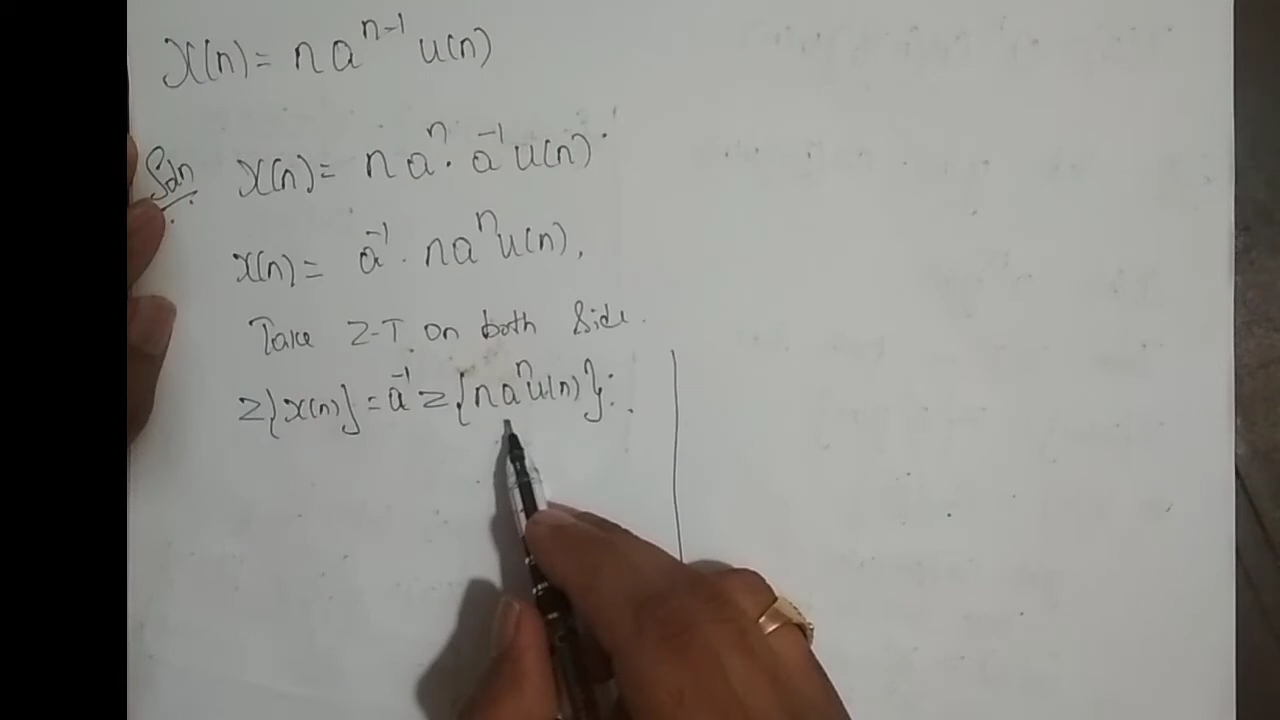 x(n) = n a^{n-1} u(n)
Soln x(n) = n a^n . a^{-1} u(n).
x(n) = a^{-1} . n a^n u(n),
Take Z-T. on both side.
Z{x(n)} = a^{-1} Z{n a^n u(n)}:.